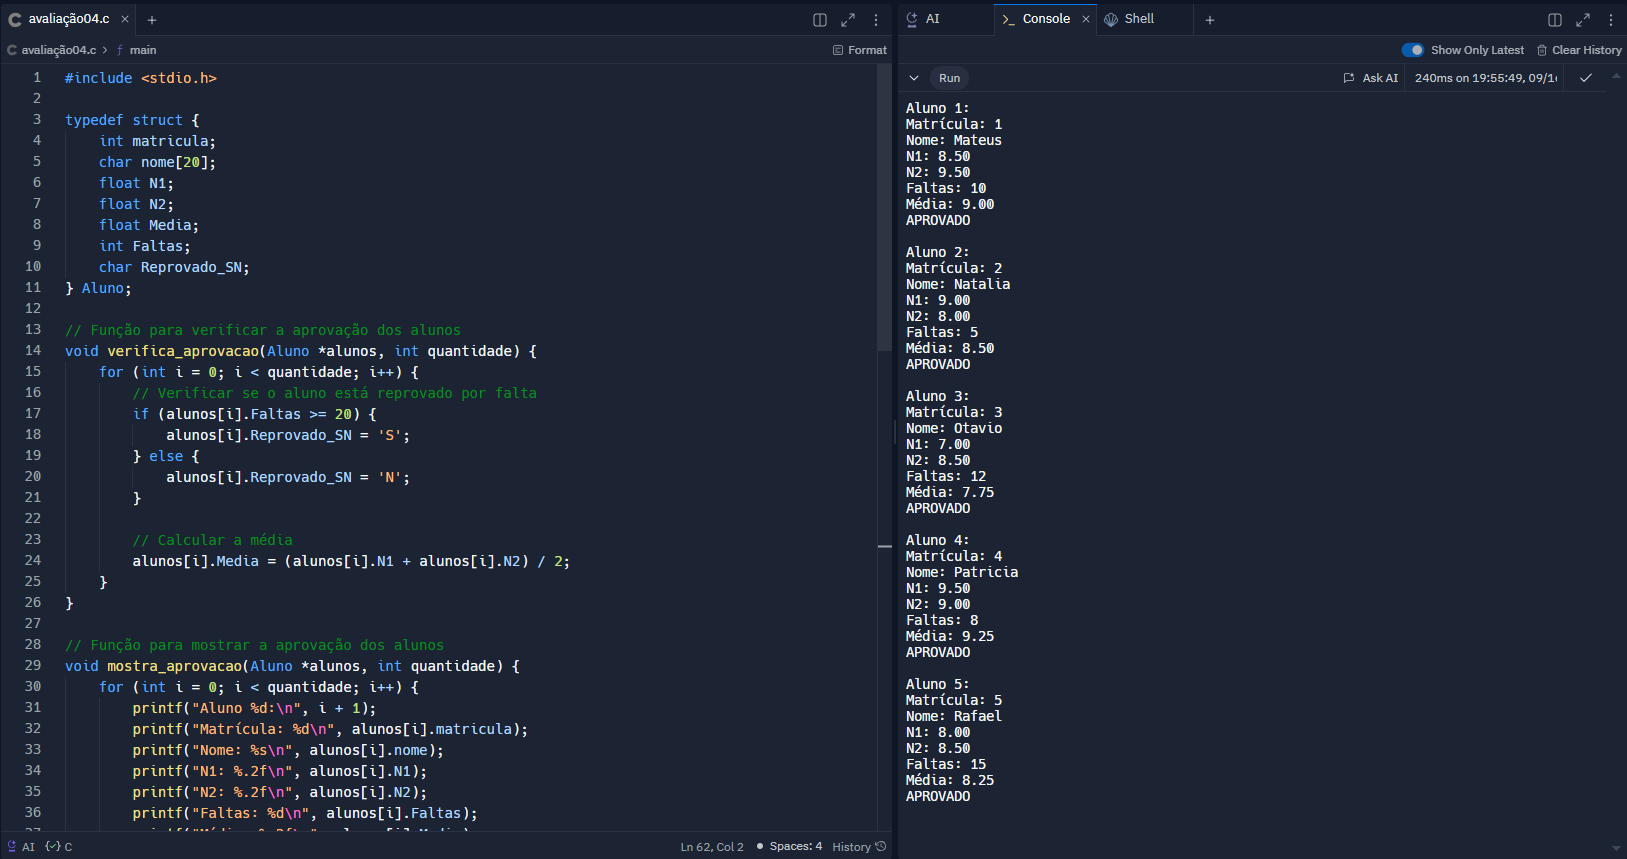 avaliação04.c
avaliação04.c > f main
Format
1 #include <stdio.h>
2
3 typedef struct {
4     int matricula;
5     char nome[20];
6     float N1;
7     float N2;
8     float Media;
9     int Faltas;
10     char Reprovado_SN;
11 } Aluno;
12
13 // Função para verificar a aprovação dos alunos
14 void verifica_aprovacao(Aluno *alunos, int quantidade) {
15     for (int i = 0; i < quantidade; i++) {
16         // Verificar se o aluno está reprovado por falta
17         if (alunos[i].Faltas >= 20) {
18             alunos[i].Reprovado_SN = 'S';
19         } else {
20             alunos[i].Reprovado_SN = 'N';
21         }
22
23         // Calcular a média
24         alunos[i].Media = (alunos[i].N1 + alunos[i].N2) / 2;
25     }
26 }
27
28 // Função para mostrar a aprovação dos alunos
29 void mostra_aprovacao(Aluno *alunos, int quantidade) {
30     for (int i = 0; i < quantidade; i++) {
31         printf("Aluno %d:\n", i + 1);
32         printf("Matrícula: %d\n", alunos[i].matricula);
33         printf("Nome: %s\n", alunos[i].nome);
34         printf("N1: %.2f\n", alunos[i].N1);
35         printf("N2: %.2f\n", alunos[i].N2);
36         printf("Faltas: %d\n", alunos[i].Faltas);
AI
C
Ln 62, Col 2
Spaces: 4
History
AI
Console
Shell
Show Only Latest
Clear History
Run
Ask AI
240ms on 19:55:49, 09/1
Aluno 1:
Matrícula: 1
Nome: Mateus
N1: 8.50
N2: 9.50
Faltas: 10
Média: 9.00
APROVADO
Aluno 2:
Matrícula: 2
Nome: Natalia
N1: 9.00
N2: 8.00
Faltas: 5
Média: 8.50
APROVADO
Aluno 3:
Matrícula: 3
Nome: Otavio
N1: 7.00
N2: 8.50
Faltas: 12
Média: 7.75
APROVADO
Aluno 4:
Matrícula: 4
Nome: Patricia
N1: 9.50
N2: 9.00
Faltas: 8
Média: 9.25
APROVADO
Aluno 5:
Matrícula: 5
Nome: Rafael
N1: 8.00
N2: 8.50
Faltas: 15
Média: 8.25
APROVADO